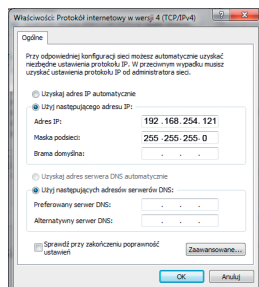 Właściwości: Protokół internetowy w wersji 4 (TCP/IPv4)
Ogólne
Przy odpowiedniej konfiguracji sieci możesz automatycznie uzyskać
niezbędne ustawienia protokołu IP. W przeciwnym wypadku musisz
uzyskać ustawienia protokołu IP od administratora sieci.
Uzyskaj adres IP automatycznie
Użyj następującego adresu IP:
Adres IP: 192 .168. 254. 121
Maska podsieci: 255 -255- 255- 0
Brama domyślna: . . .
Uzyskaj adres serwera DNS automatycznie
Użyj następujących adresów serwerów DNS:
Preferowany serwer DNS: . . .
Alternatywny serwer DNS: . . .
Sprawdź przy zakończeniu poprawność
ustawień
Zaawansowane...
OK Anuluj